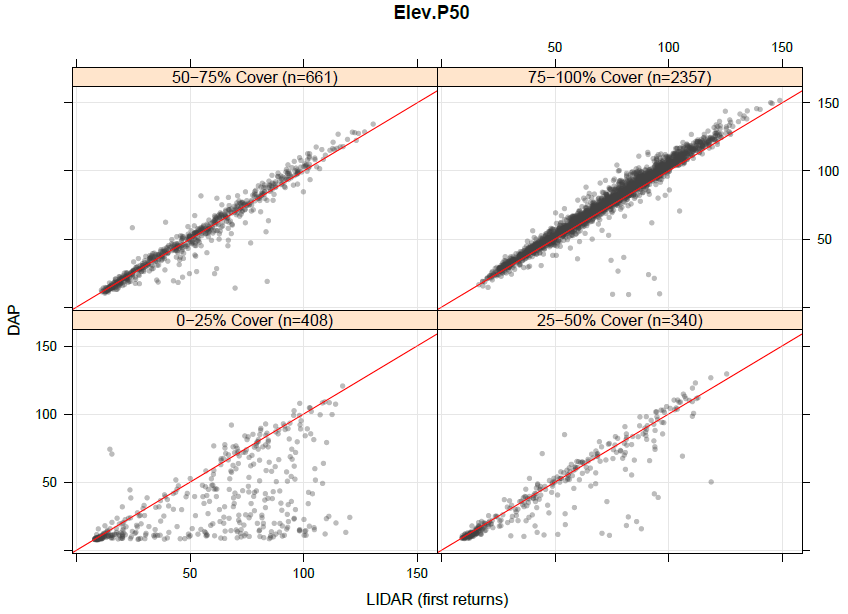 Elev.P50
50 100 150
50−75% Cover (n=661)
75−100% Cover (n=2357)
150
100
50
0−25% Cover (n=408)
25−50% Cover (n=340)
150
100
50
DAP
50 100 150
LIDAR (first returns)